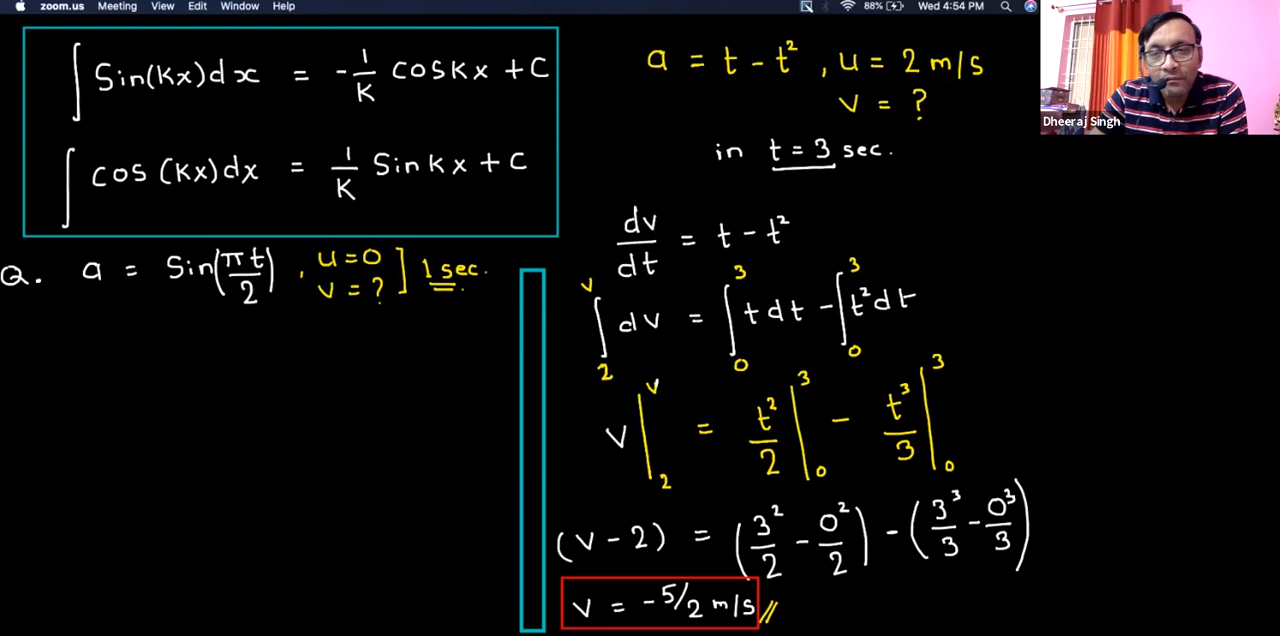 zoom.us Meeting View Edit Window Help 88% Wed 4:54 PM
∫ Sin(Kx)dx = -1/K cosKx + C
∫ cos (Kx)dx = 1/K SinKx + C
Q. a = Sin(πt/2) , u = 0
v = ? ] 1 sec.
a = t - t² , u = 2 m/s
v = ?
in t = 3 sec.
Dheeraj Singh
dv/dt = t - t²
∫₂ᵛ dv = ∫₀³ t dt - ∫₀³ t² dt
v |₂ᵛ = t²/2 |₀³ - t³/3 |₀³
(v - 2) = (3²/2 - 0²/2) - (3³/3 - 0³/3)
v = -5/2 m/s //